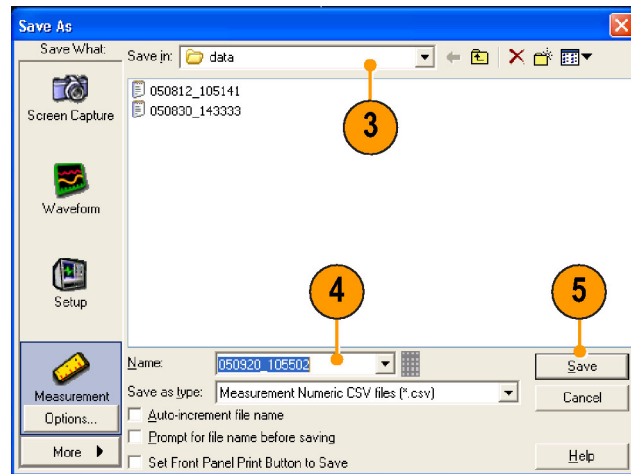 Save As
Save What:
Save in: data
Screen Capture
Waveform
Setup
Measurement
Options...
More
050812_105141
050830_143333
3
4
5
Name: 050920_105502
Save as type: Measurement Numeric CSV files (*.csv)
Auto-increment file name
Prompt for file name before saving
Set Front Panel Print Button to Save
Save
Cancel
Help